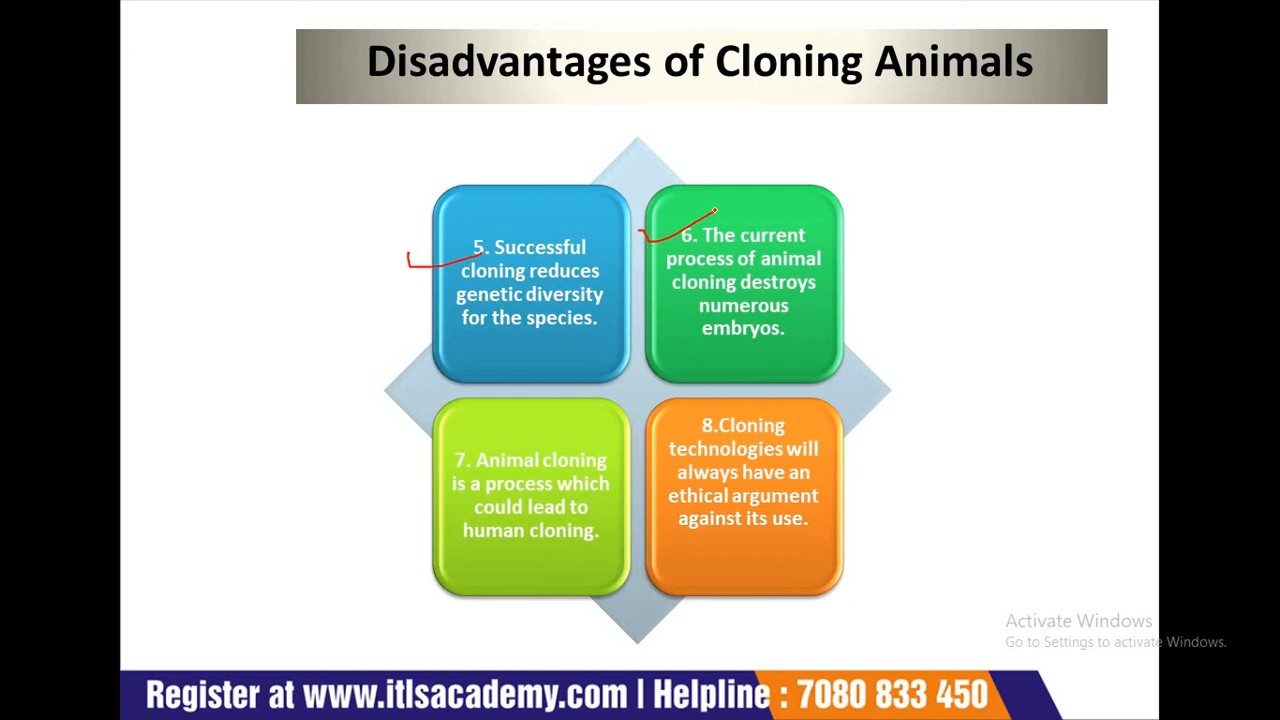 Disadvantages of Cloning Animals
5. Successful
cloning reduces
genetic diversity
for the species.
6. The current
process of animal
cloning destroys
numerous
embryos.
7. Animal cloning
is a process which
could lead to
human cloning.
8.Cloning
technologies will
always have an
ethical argument
against its use.
Activate Windows
Go to Settings to activate Windows.
Register at www.itlsacademy.com | Helpline : 7080 833 450